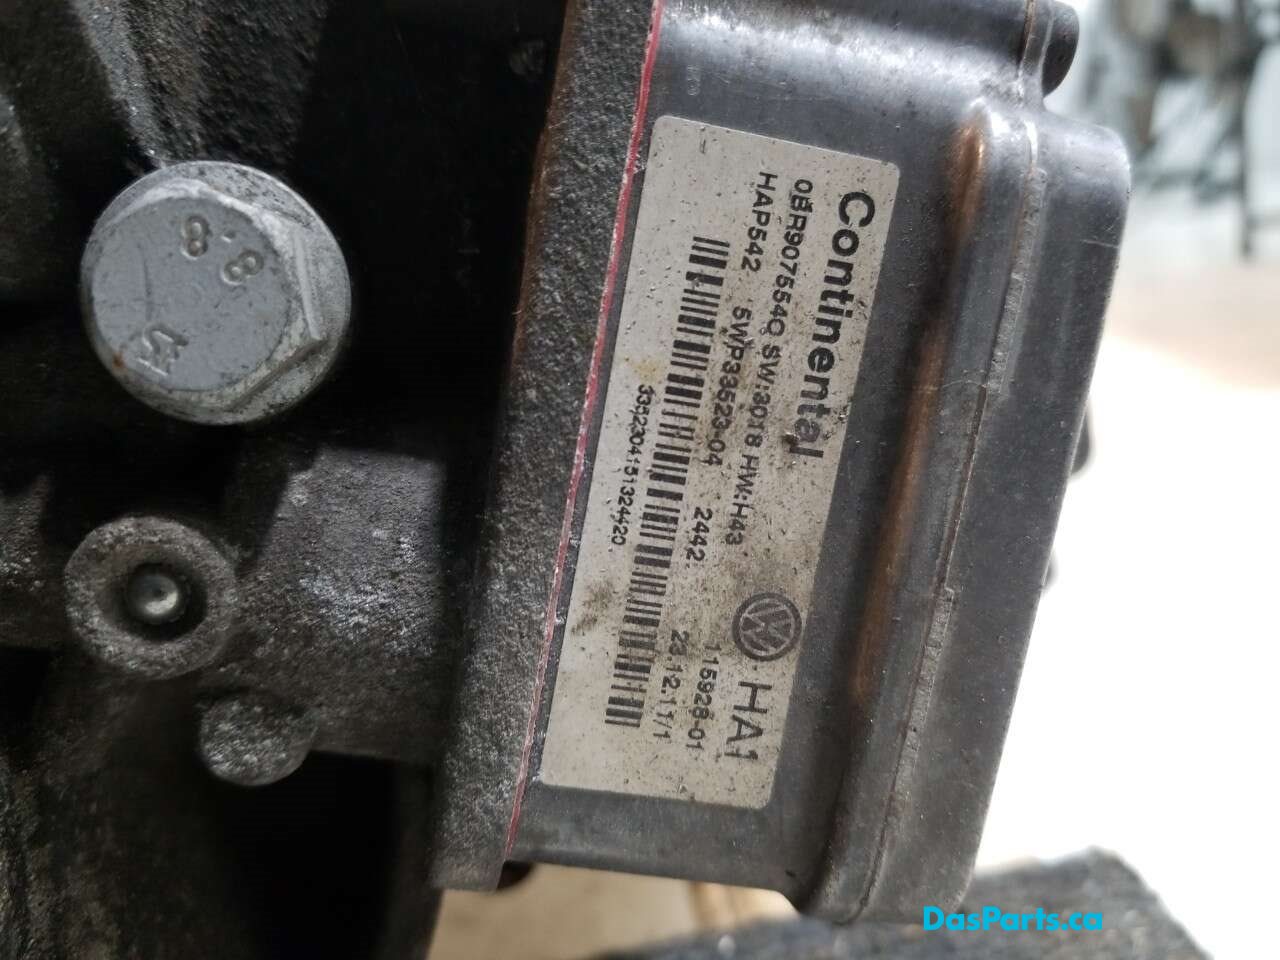 Continental
0BR907554Q SW:3018 HW:H43
HAP542 5WP33523-04 2442 115928-01
23.12.11/1
3352304151324420
HA1
8.8
DasParts.ca